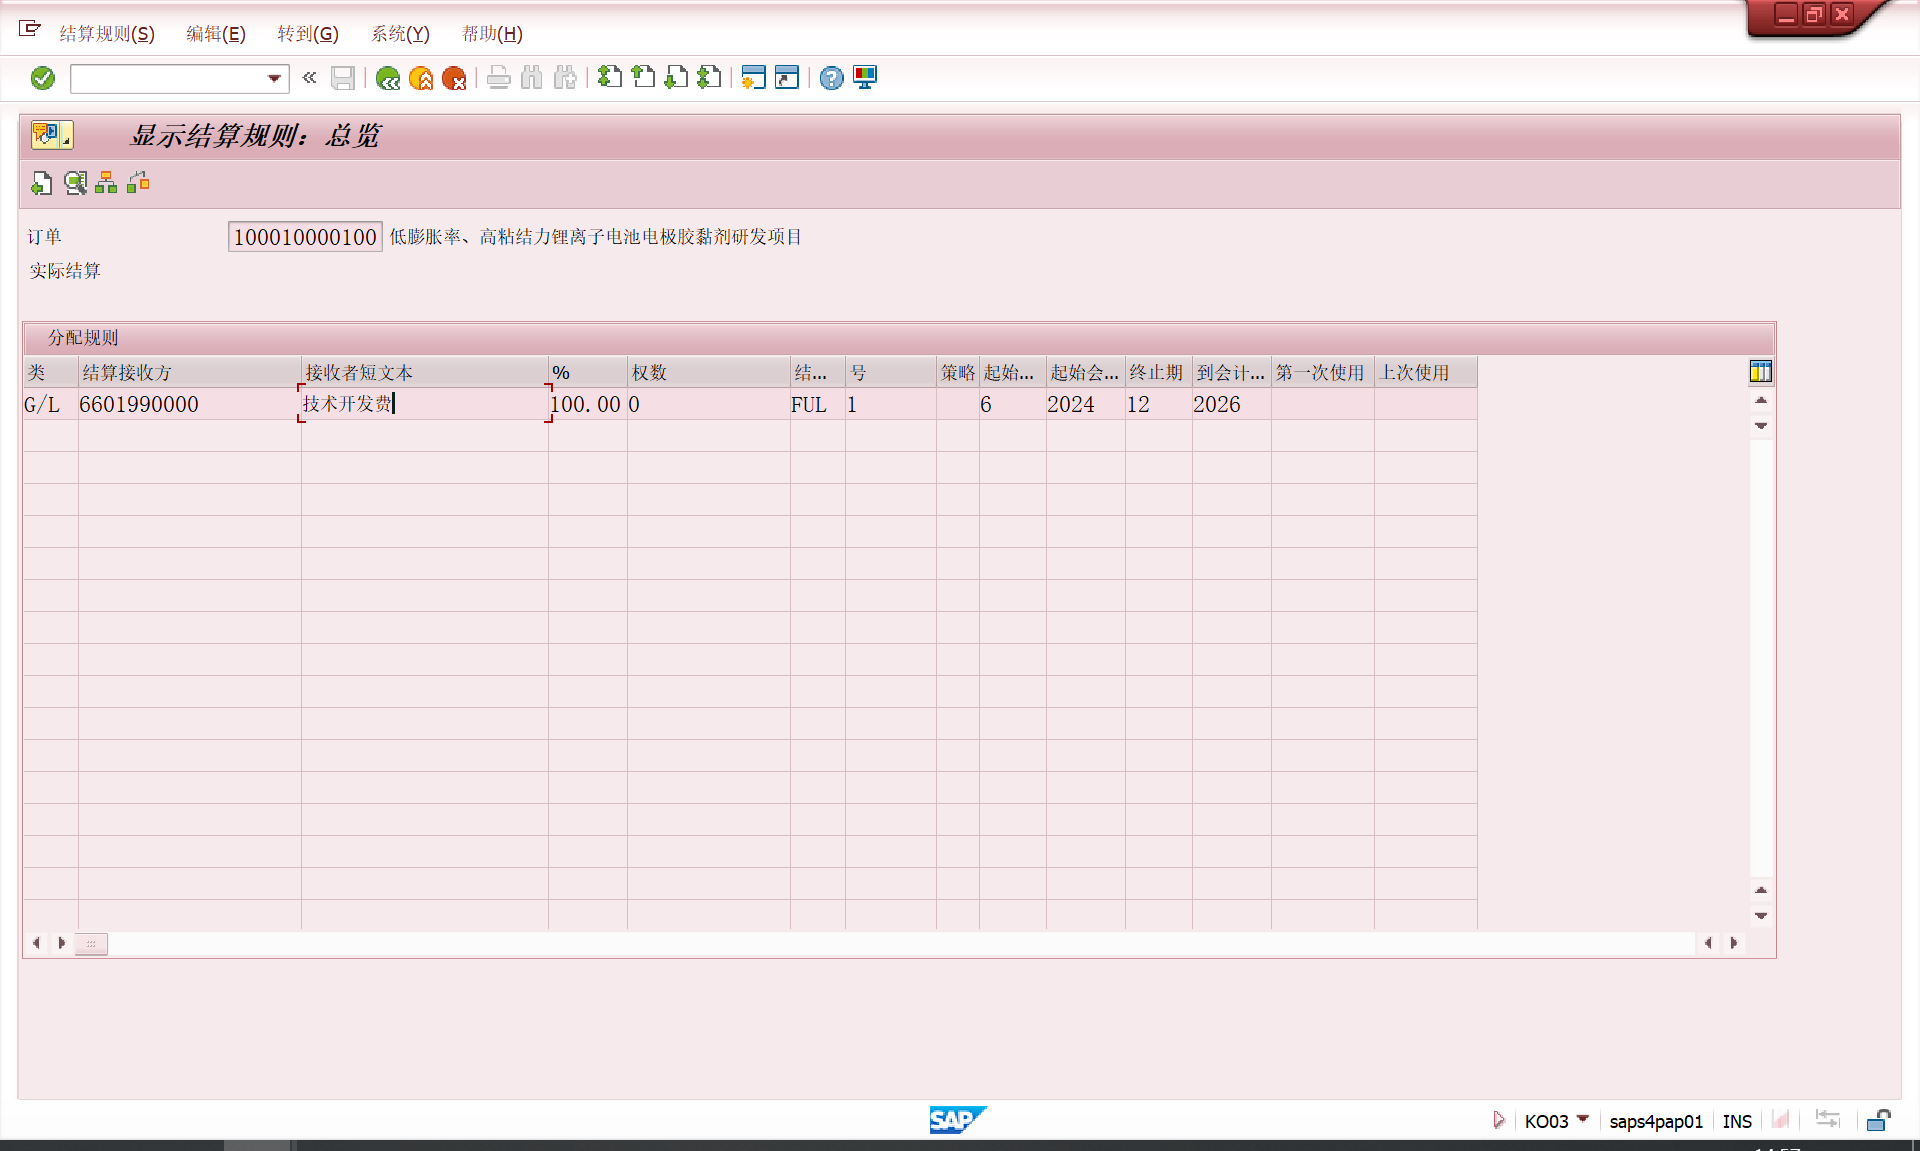 结算规则(S) 编辑(E) 转到(G) 系统(Y) 帮助(H)
显示结算规则：总览
订单 100010000100 低膨胀率、高粘结力锂离子电池电极胶黏剂研发项目
实际结算
分配规则
类 结算接收方 接收者短文本 % 权数 结... 号 策略 起始... 起始会... 终止期 到会计... 第一次使用 上次使用
G/L 6601990000 技术开发费 100.00 0 FUL 1 6 2024 12 2026
SAP KO03 saps4pap01 INS